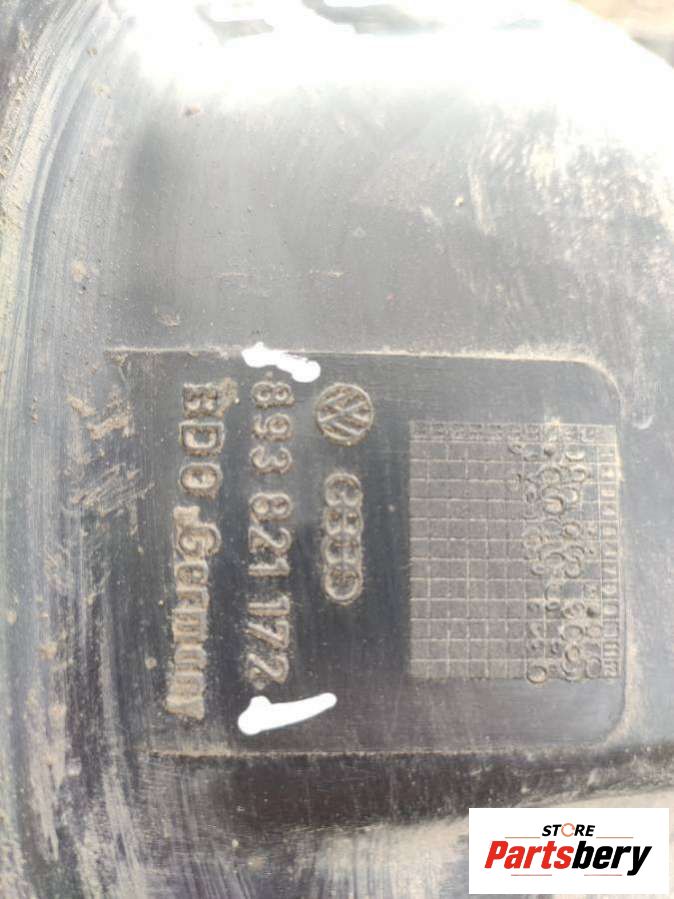 893 821 172
BDO Germany
STORE
Partsbery